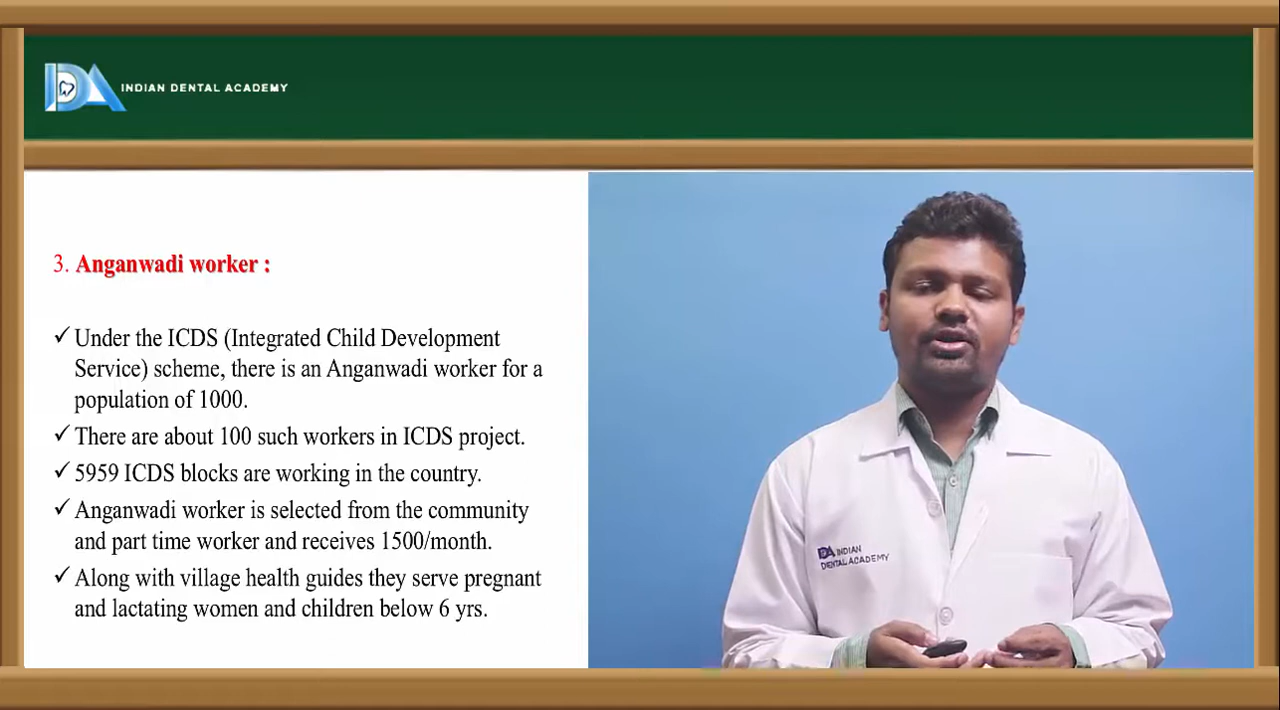 IDA INDIAN DENTAL ACADEMY
3. Anganwadi worker :
✓ Under the ICDS (Integrated Child Development
Service) scheme, there is an Anganwadi worker for a
population of 1000.
✓ There are about 100 such workers in ICDS project.
✓ 5959 ICDS blocks are working in the country.
✓ Anganwadi worker is selected from the community
and part time worker and receives 1500/month.
✓ Along with village health guides they serve pregnant
and lactating women and children below 6 yrs.
IDA INDIAN
DENTAL ACADEMY